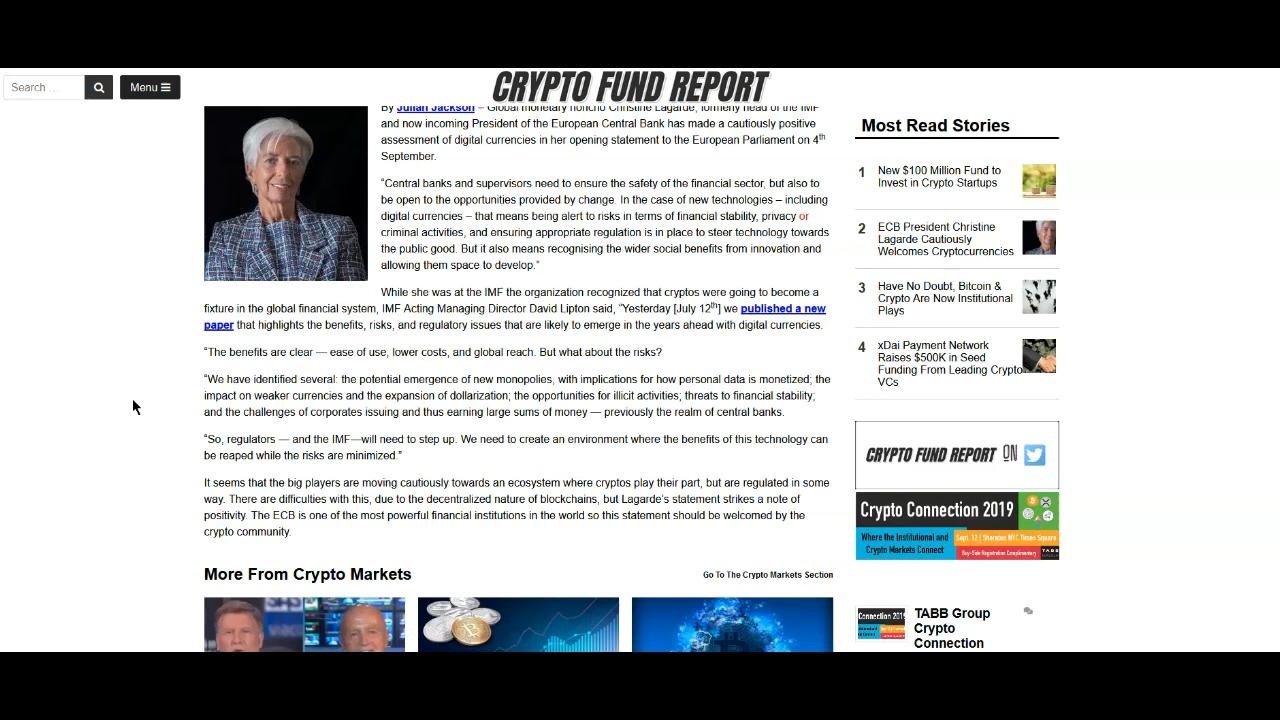 Search …
Menu
CRYPTO FUND REPORT
By Julian Jackson – Global monetary honcho Christine Lagarde, formerly head of the IMF
and now incoming President of the European Central Bank has made a cautiously positive
assessment of digital currencies in her opening statement to the European Parliament on 4th
September.
“Central banks and supervisors need to ensure the safety of the financial sector, but also to
be open to the opportunities provided by change. In the case of new technologies – including
digital currencies – that means being alert to risks in terms of financial stability, privacy or
criminal activities, and ensuring appropriate regulation is in place to steer technology towards
the public good. But it also means recognising the wider social benefits from innovation and
allowing them space to develop.”
While she was at the IMF the organization recognized that cryptos were going to become a
fixture in the global financial system, IMF Acting Managing Director David Lipton said, “Yesterday [July 12th] we published a new
paper that highlights the benefits, risks, and regulatory issues that are likely to emerge in the years ahead with digital currencies.
“The benefits are clear — ease of use, lower costs, and global reach. But what about the risks?
“We have identified several: the potential emergence of new monopolies, with implications for how personal data is monetized; the
impact on weaker currencies and the expansion of dollarization; the opportunities for illicit activities; threats to financial stability;
and the challenges of corporates issuing and thus earning large sums of money — previously the realm of central banks.
“So, regulators — and the IMF—will need to step up. We need to create an environment where the benefits of this technology can
be reaped while the risks are minimized.”
It seems that the big players are moving cautiously towards an ecosystem where cryptos play their part, but are regulated in some
way. There are difficulties with this, due to the decentralized nature of blockchains, but Lagarde’s statement strikes a note of
positivity. The ECB is one the most powerful financial institutions in the world so this statement should be welcomed by the
crypto community.
More From Crypto Markets
Go To The Crypto Markets Section
Most Read Stories
1
New $100 Million Fund to
Invest in Crypto Startups
2
ECB President Christine
Lagarde Cautiously
Welcomes Cryptocurrencies
3
Have No Doubt, Bitcoin &
Crypto Are Now Institutional
Plays
4
xDai Payment Network
Raises $500K in Seed
Funding From Leading Crypto
VCs
CRYPTO FUND REPORT ON
Crypto Connection 2019
Where the Institutional and
Crypto Markets Connect
Sept. 12 | Sheraton NYC Times Square
Buy-Side Registration Complimentary
TABB
Connection 2019
TABB Group
Crypto
Connection